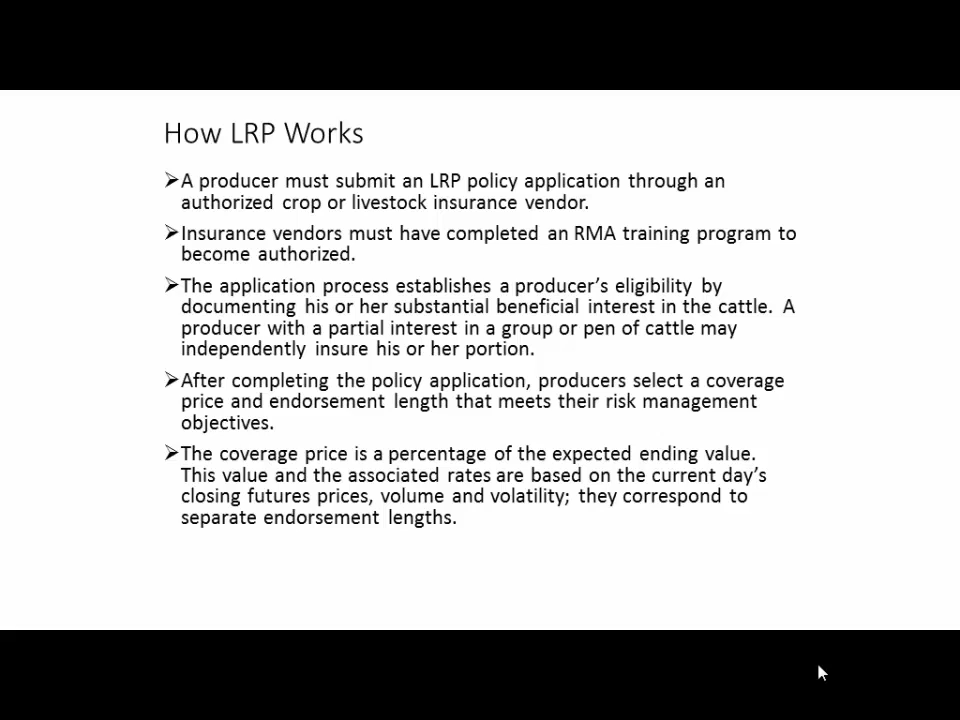 How LRP Works
➢A producer must submit an LRP policy application through an
authorized crop or livestock insurance vendor.
➢Insurance vendors must have completed an RMA training program to
become authorized.
➢The application process establishes a producer’s eligibility by
documenting his or her substantial beneficial interest in the cattle. A
producer with a partial interest in a group or pen of cattle may
independently insure his or her portion.
➢After completing the policy application, producers select a coverage
price and endorsement length that meets their risk management
objectives.
➢The coverage price is a percentage of the expected ending value.
This value and the associated rates are based on the current day’s
closing futures prices, volume and volatility; they correspond to
separate endorsement lengths.